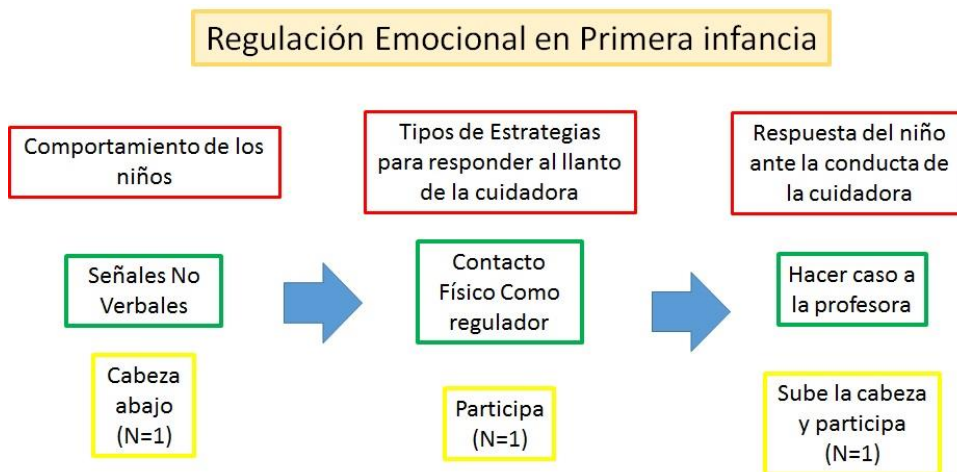 Regulación Emocional en Primera infancia
Comportamiento de los
niños
Tipos de Estrategias
para responder al llanto
de la cuidadora
Respuesta del niño
ante la conducta de
la cuidadora
Señales No
Verbales
Contacto
Físico Como
regulador
Hacer caso a
la profesora
Cabeza
abajo
(N=1)
Participa
(N=1)
Sube la cabeza
y participa
(N=1)